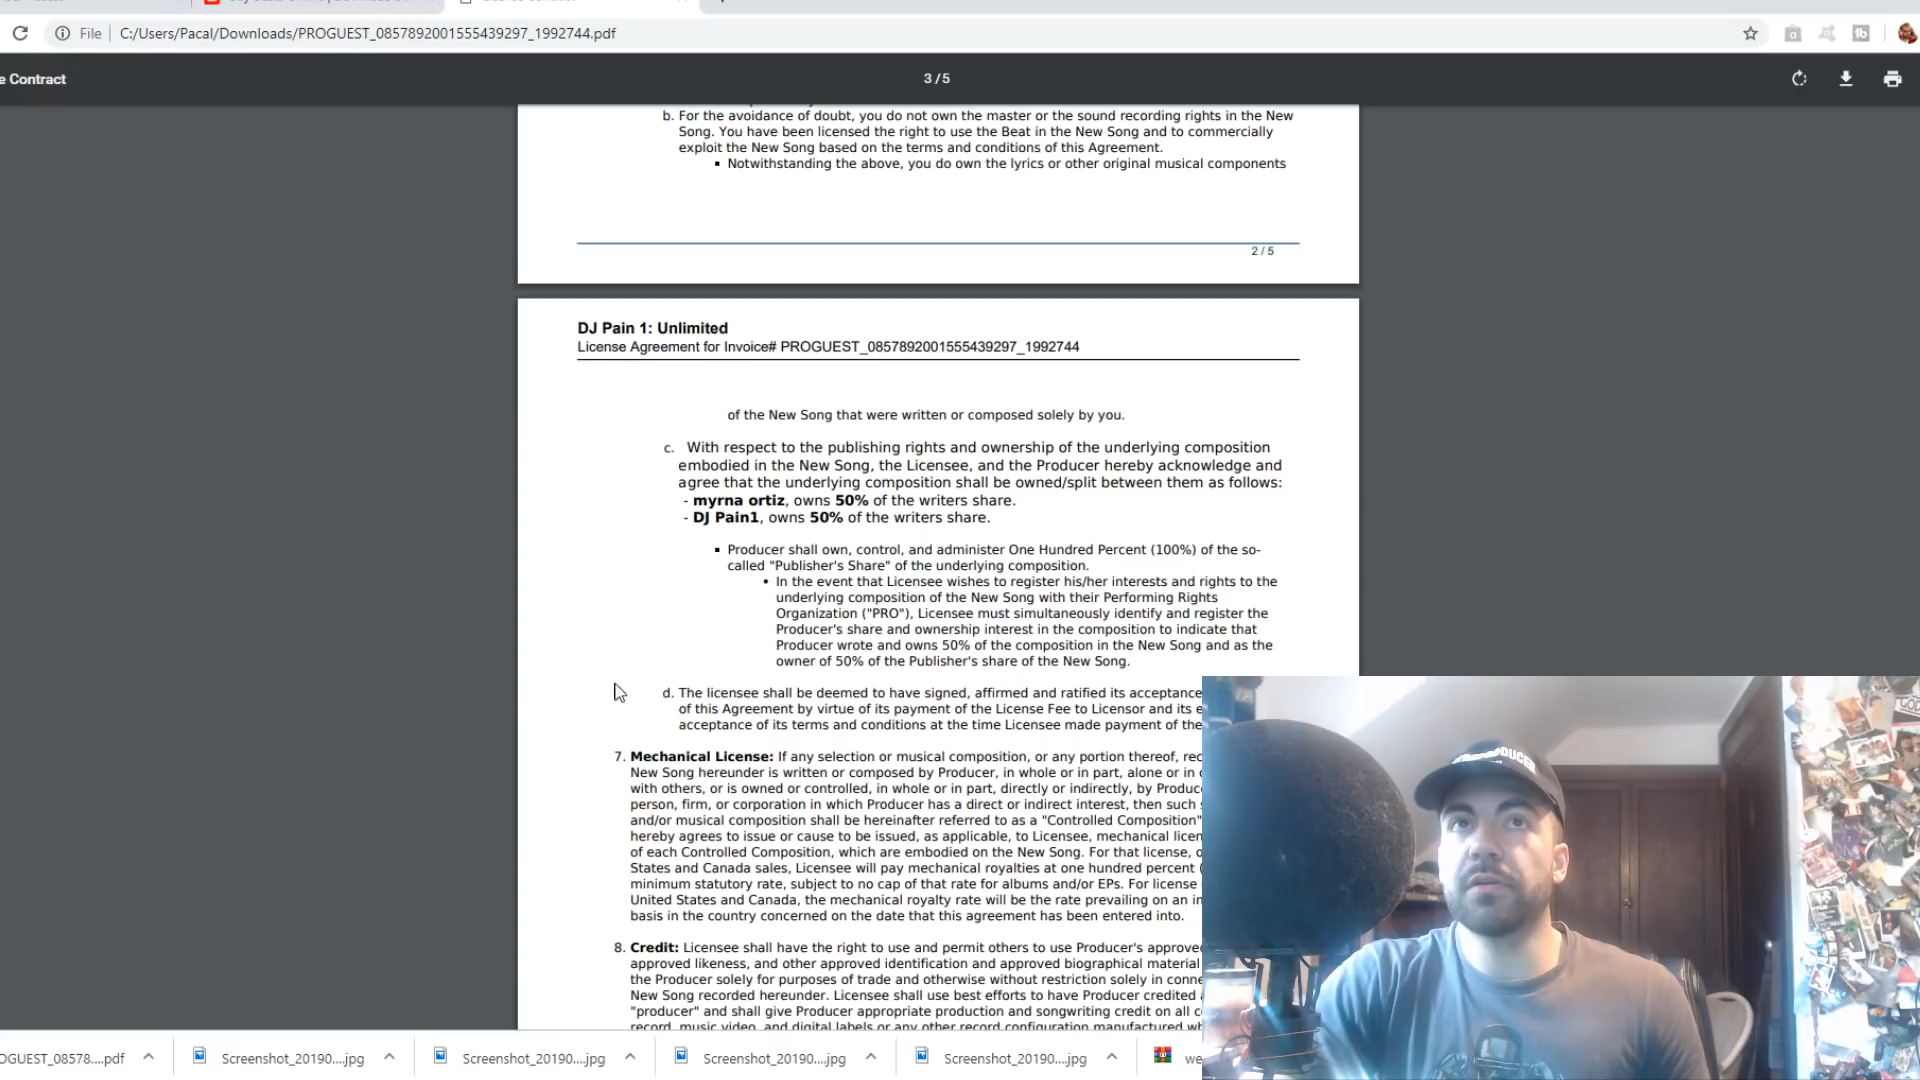 File
C:/Users/Pacal/Downloads/PROGUEST_0857892001555439297_1992744.pdf
e Contract
3 / 5
b. For the avoidance of doubt, you do not own the master or the sound recording rights in the New
Song. You have been licensed the right to use the Beat in the New Song and to commercially
exploit the New Song based on the terms and conditions of this Agreement.
▪ Notwithstanding the above, you do own the lyrics or other original musical components
2 / 5
DJ Pain 1: Unlimited
License Agreement for Invoice# PROGUEST_0857892001555439297_1992744
of the New Song that were written or composed solely by you.
c. With respect to the publishing rights and ownership of the underlying composition
embodied in the New Song, the Licensee, and the Producer hereby acknowledge and
agree that the underlying composition shall be owned/split between them as follows:
- myrna ortiz, owns 50% of the writers share.
- DJ Pain1, owns 50% of the writers share.
▪ Producer shall own, control, and administer One Hundred Percent (100%) of the so-
called "Publisher's Share" of the underlying composition.
• In the event that Licensee wishes to register his/her interests and rights to the
underlying composition of the New Song with their Performing Rights
Organization ("PRO"), Licensee must simultaneously identify and register the
Producer's share and ownership interest in the composition to indicate that
Producer wrote and owns 50% of the composition in the New Song and as the
owner of 50% of the Publisher's share of the New Song.
d. The licensee shall be deemed to have signed, affirmed and ratified its acceptance
of this Agreement by virtue of its payment of the License Fee to Licensor and its e
acceptance of its terms and conditions at the time Licensee made payment of the
7. Mechanical License: If any selection or musical composition, or any portion thereof, rec
New Song hereunder is written or composed by Producer, in whole or in part, alone or in c
with others, or is owned or controlled, in whole or in part, directly or indirectly, by Produc
person, firm, or corporation in which Producer has a direct or indirect interest, then such s
and/or musical composition shall be hereinafter referred to as a "Controlled Composition"
hereby agrees to issue or cause to be issued, as applicable, to Licensee, mechanical licen
of each Controlled Composition, which are embodied on the New Song. For that license, o
States and Canada sales, Licensee will pay mechanical royalties at one hundred percent (
minimum statutory rate, subject to no cap of that rate for albums and/or EPs. For license
United States and Canada, the mechanical royalty rate will be the rate prevailing on an in
basis in the country concerned on the date that this agreement has been entered into.
8. Credit: Licensee shall have the right to use and permit others to use Producer's approved
approved likeness, and other approved identification and approved biographical material
the Producer solely for purposes of trade and otherwise without restriction solely in conne
New Song recorded hereunder. Licensee shall use best efforts to have Producer credited a
"producer" and shall give Producer appropriate production and songwriting credit on all c
record, music video, and digital labels or any other record configuration manufactured wh
OGUEST_08578....pdf
Screenshot_20190....jpg
Screenshot_20190....jpg
Screenshot_20190....jpg
Screenshot_20190....jpg
we